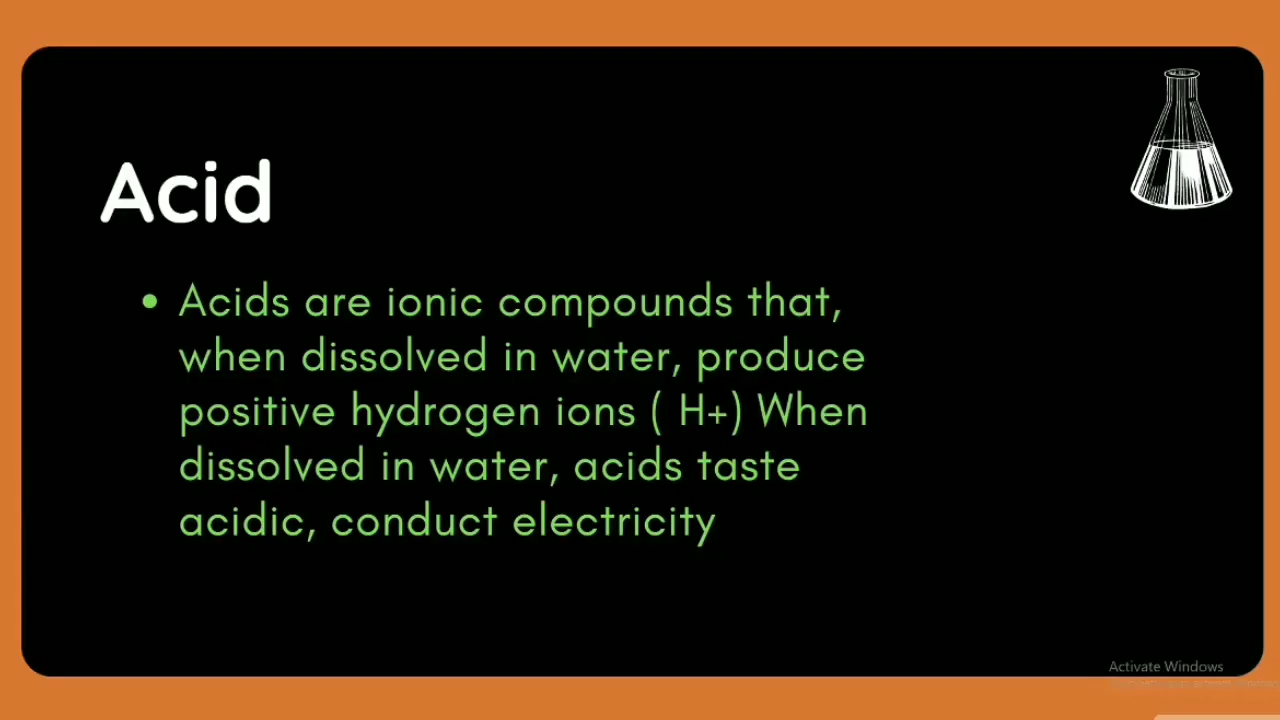 Acid
• Acids are ionic compounds that,
when dissolved in water, produce
positive hydrogen ions ( H+) When
dissolved in water, acids taste
acidic, conduct electricity
Activate Windows